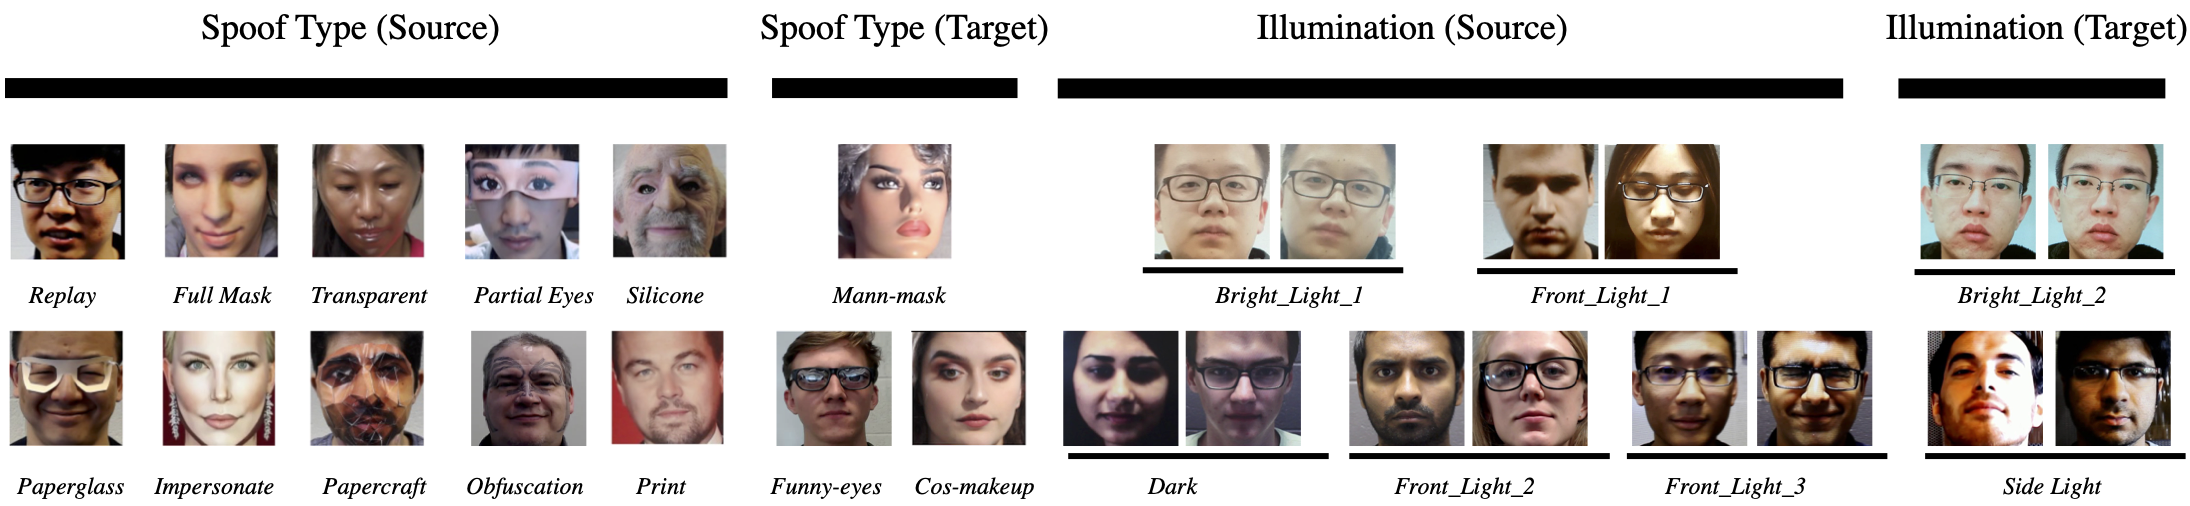 Spoof Type (Source) Spoof Type (Target) Illumination (Source) Illumination (Target)
Replay Full Mask Transparent Partial Eyes Silicone Mann-mask Bright_Light_1 Front_Light_1 Bright_Light_2
Paperglass Impersonate Papercraft Obfuscation Print Funny-eyes Cos-makeup Dark Front_Light_2 Front_Light_3 Side Light